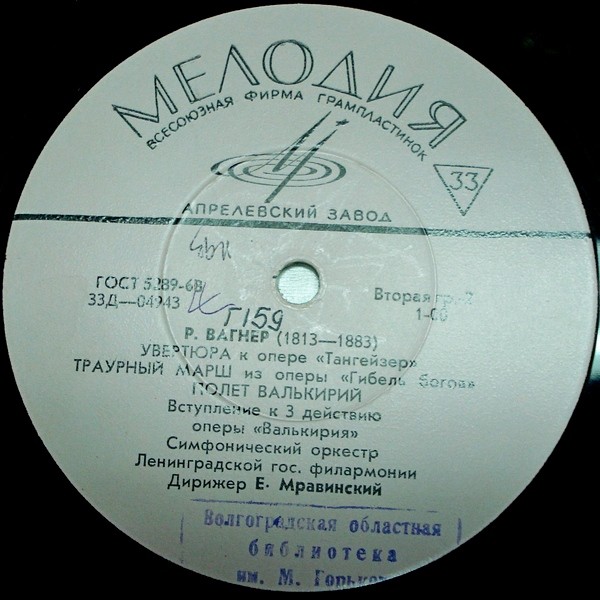 МЕЛОДИЯ
ВСЕСОЮЗНАЯ ФИРМА ГРАМПЛАСТИНОК
33
АПРЕЛЕВСКИЙ ЗАВОД
ГОСТ 5289-68
33Д—04943
Вторая гр.
1-00
Г159
Р. ВАГНЕР (1813—1883)
УВЕРТЮРА к опере «Тангейзер»
ТРАУРНЫЙ МАРШ из оперы «Гибель богов»
ПОЛЕТ ВАЛЬКИРИЙ
Вступление к 3 действию
оперы «Валькирия»
Симфонический оркестр
Ленинградской гос. филармонии
Дирижер Е. Мравинский
Волгоградская областная
библиотека
им. М. Горького